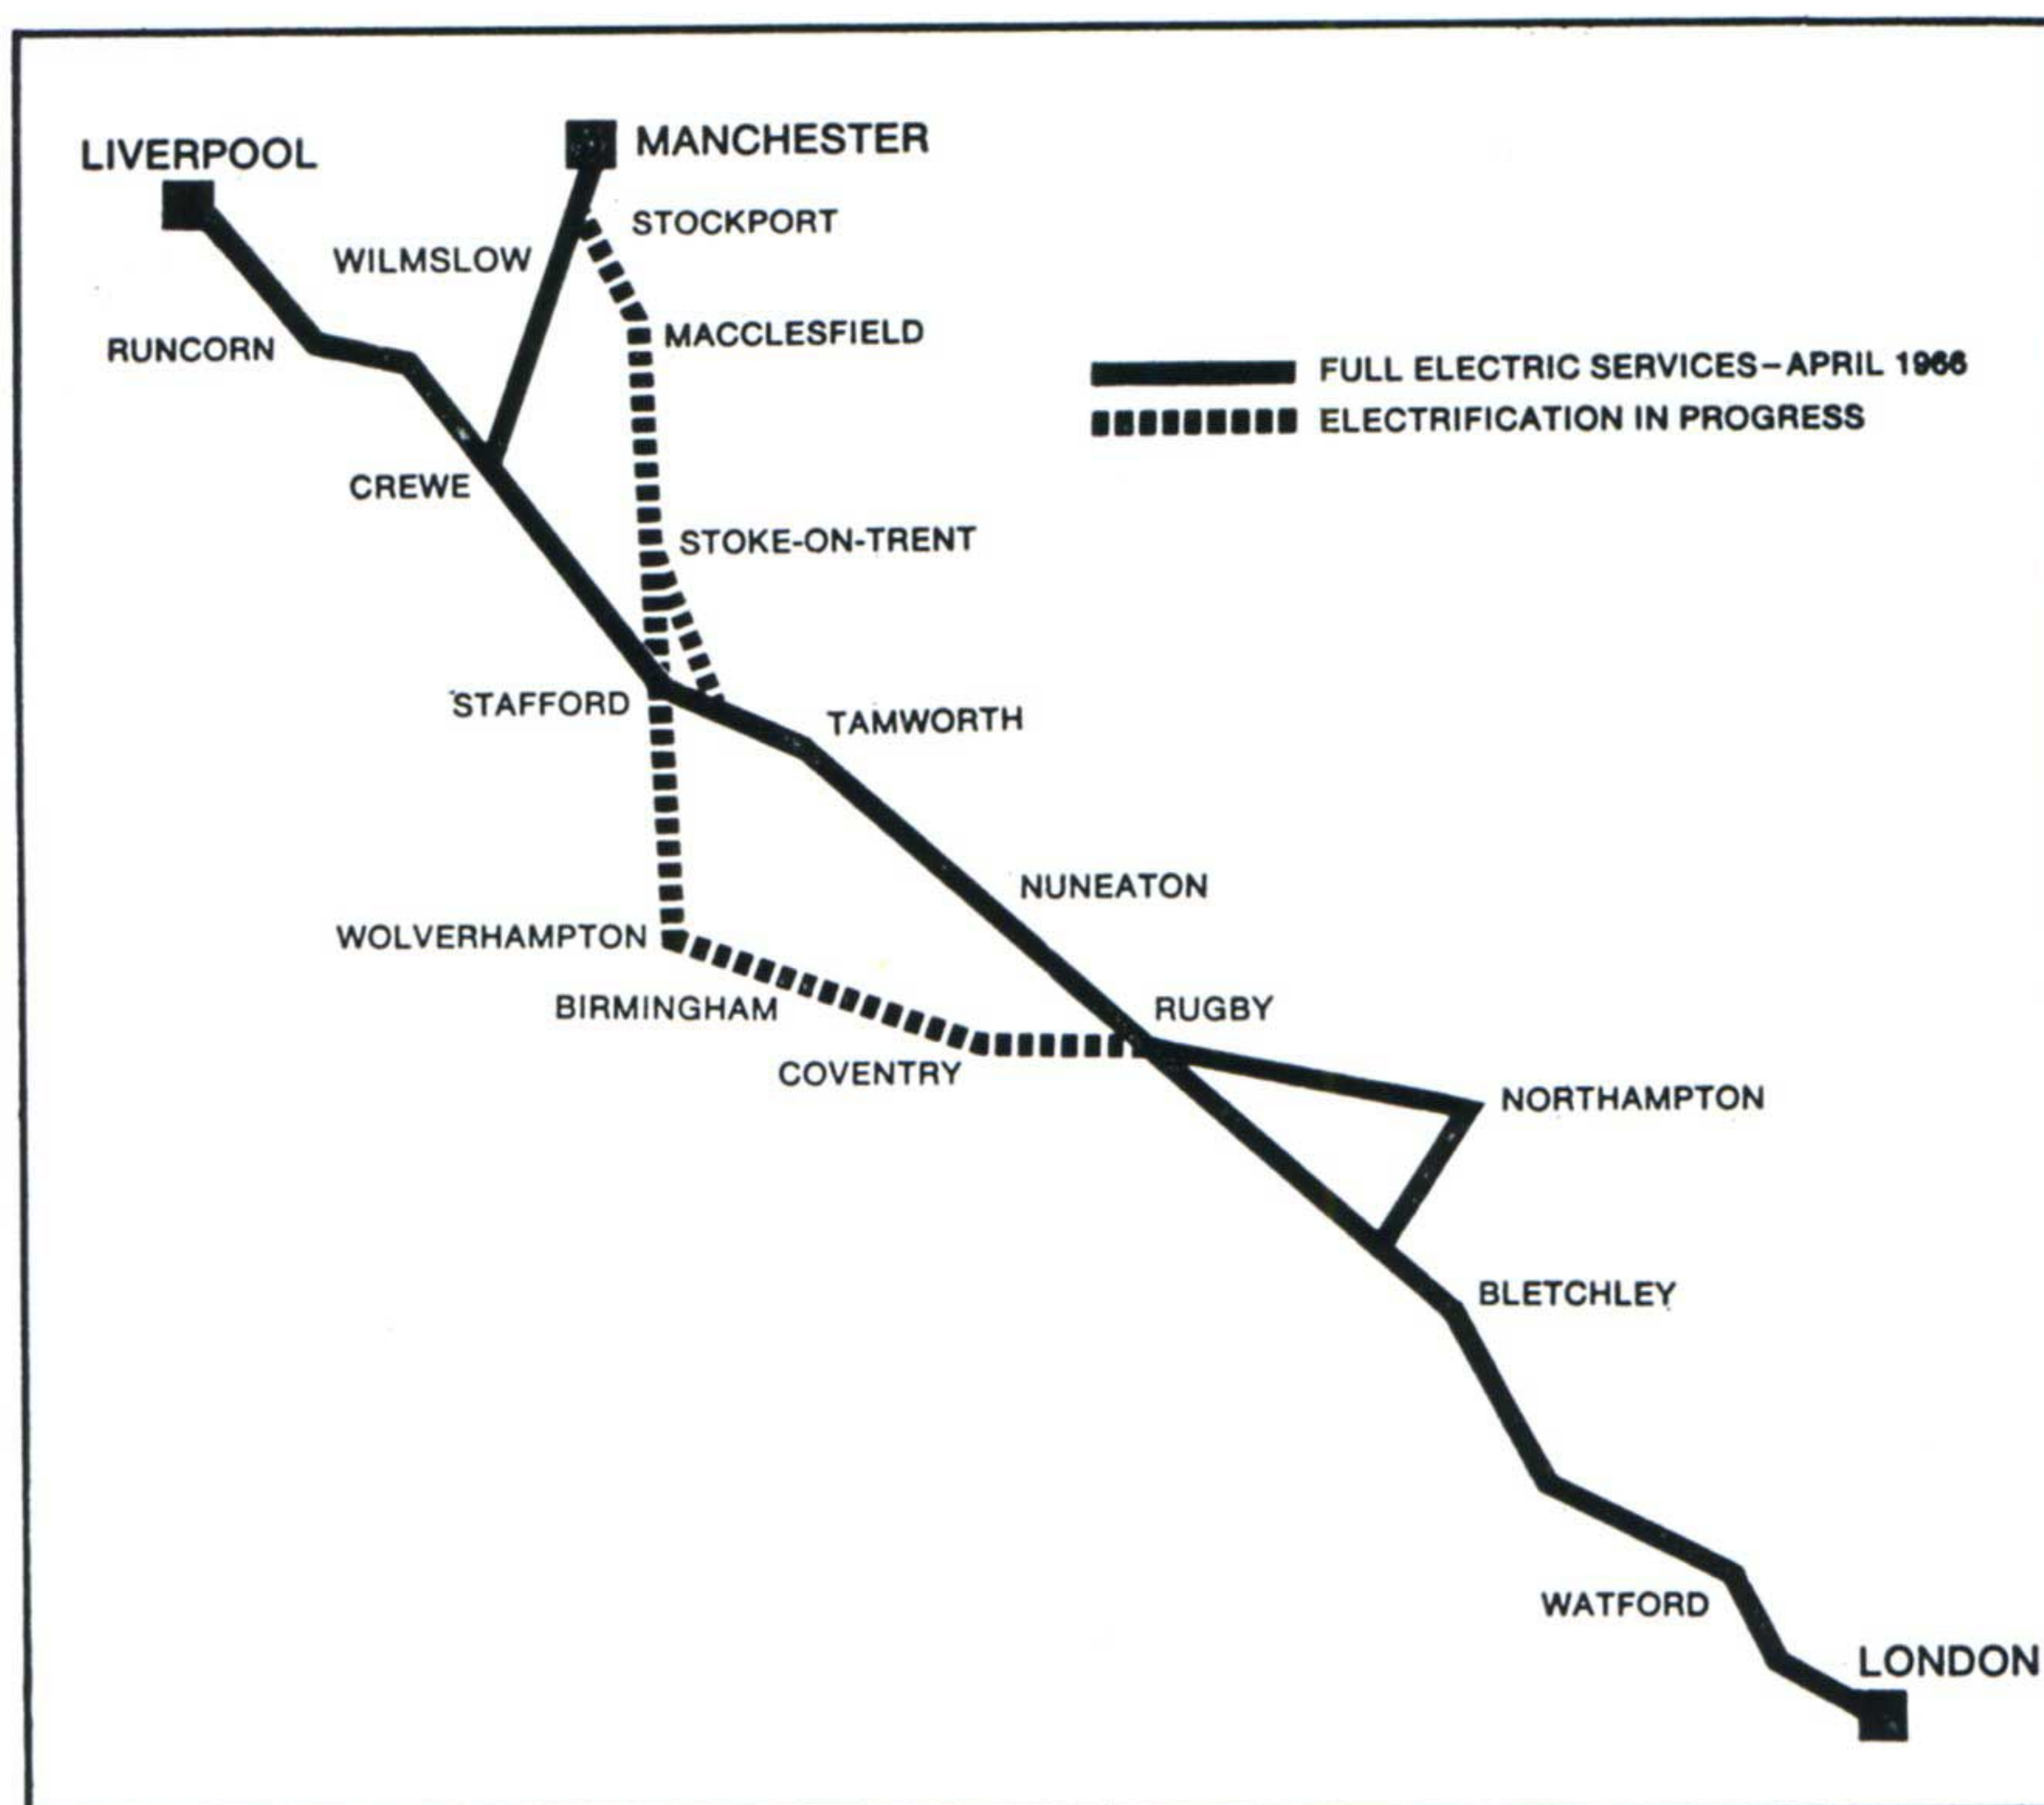 LIVERPOOL
MANCHESTER
STOCKPORT
WILMSLOW
MACCLESFIELD
RUNCORN
FULL ELECTRIC SERVICES–APRIL 1966
ELECTRIFICATION IN PROGRESS
CREWE
STOKE-ON-TRENT
STAFFORD
TAMWORTH
NUNEATON
WOLVERHAMPTON
BIRMINGHAM
RUGBY
COVENTRY
NORTHAMPTON
BLETCHLEY
WATFORD
LONDON